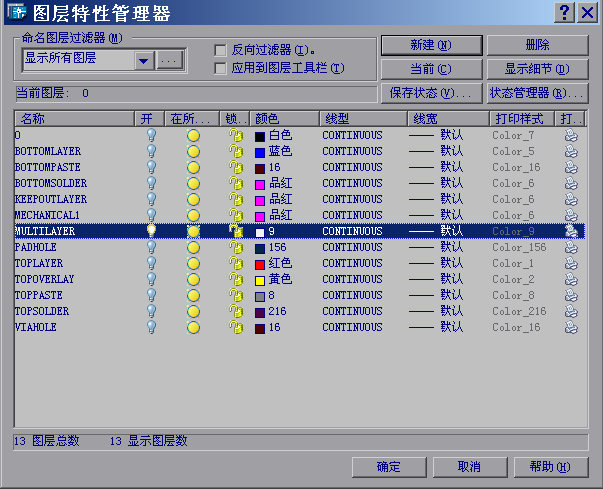 图层特性管理器
命名图层过滤器(M)
显示所有图层
...
反向过滤器(I)。
应用到图层工具栏(T)
新建(N)
删除
当前(C)
显示细节(D)
保存状态(V)...
状态管理器(R)...
当前图层: 0
名称 开 在所... 锁.. 颜色 线型 线宽 打印样式 打..
0 白色 CONTINUOUS 默认 Color_7
BOTTOMLAYER 蓝色 CONTINUOUS 默认 Color_5
BOTTOMPASTE 16 CONTINUOUS 默认 Color_16
BOTTOMSOLDER 品红 CONTINUOUS 默认 Color_6
KEEPOUTLAYER 品红 CONTINUOUS 默认 Color_6
MECHANICAL1 品红 CONTINUOUS 默认 Color_6
MULTILAYER 9 CONTINUOUS 默认 Color_9
PADHOLE 156 CONTINUOUS 默认 Color_156
TOPLAYER 红色 CONTINUOUS 默认 Color_1
TOPOVERLAY 黄色 CONTINUOUS 默认 Color_2
TOPPASTE 8 CONTINUOUS 默认 Color_8
TOPSOLDER 216 CONTINUOUS 默认 Color_216
VIAHOLE 16 CONTINUOUS 默认 Color_16
13 图层总数 13 显示图层数
确定 取消 帮助(H)